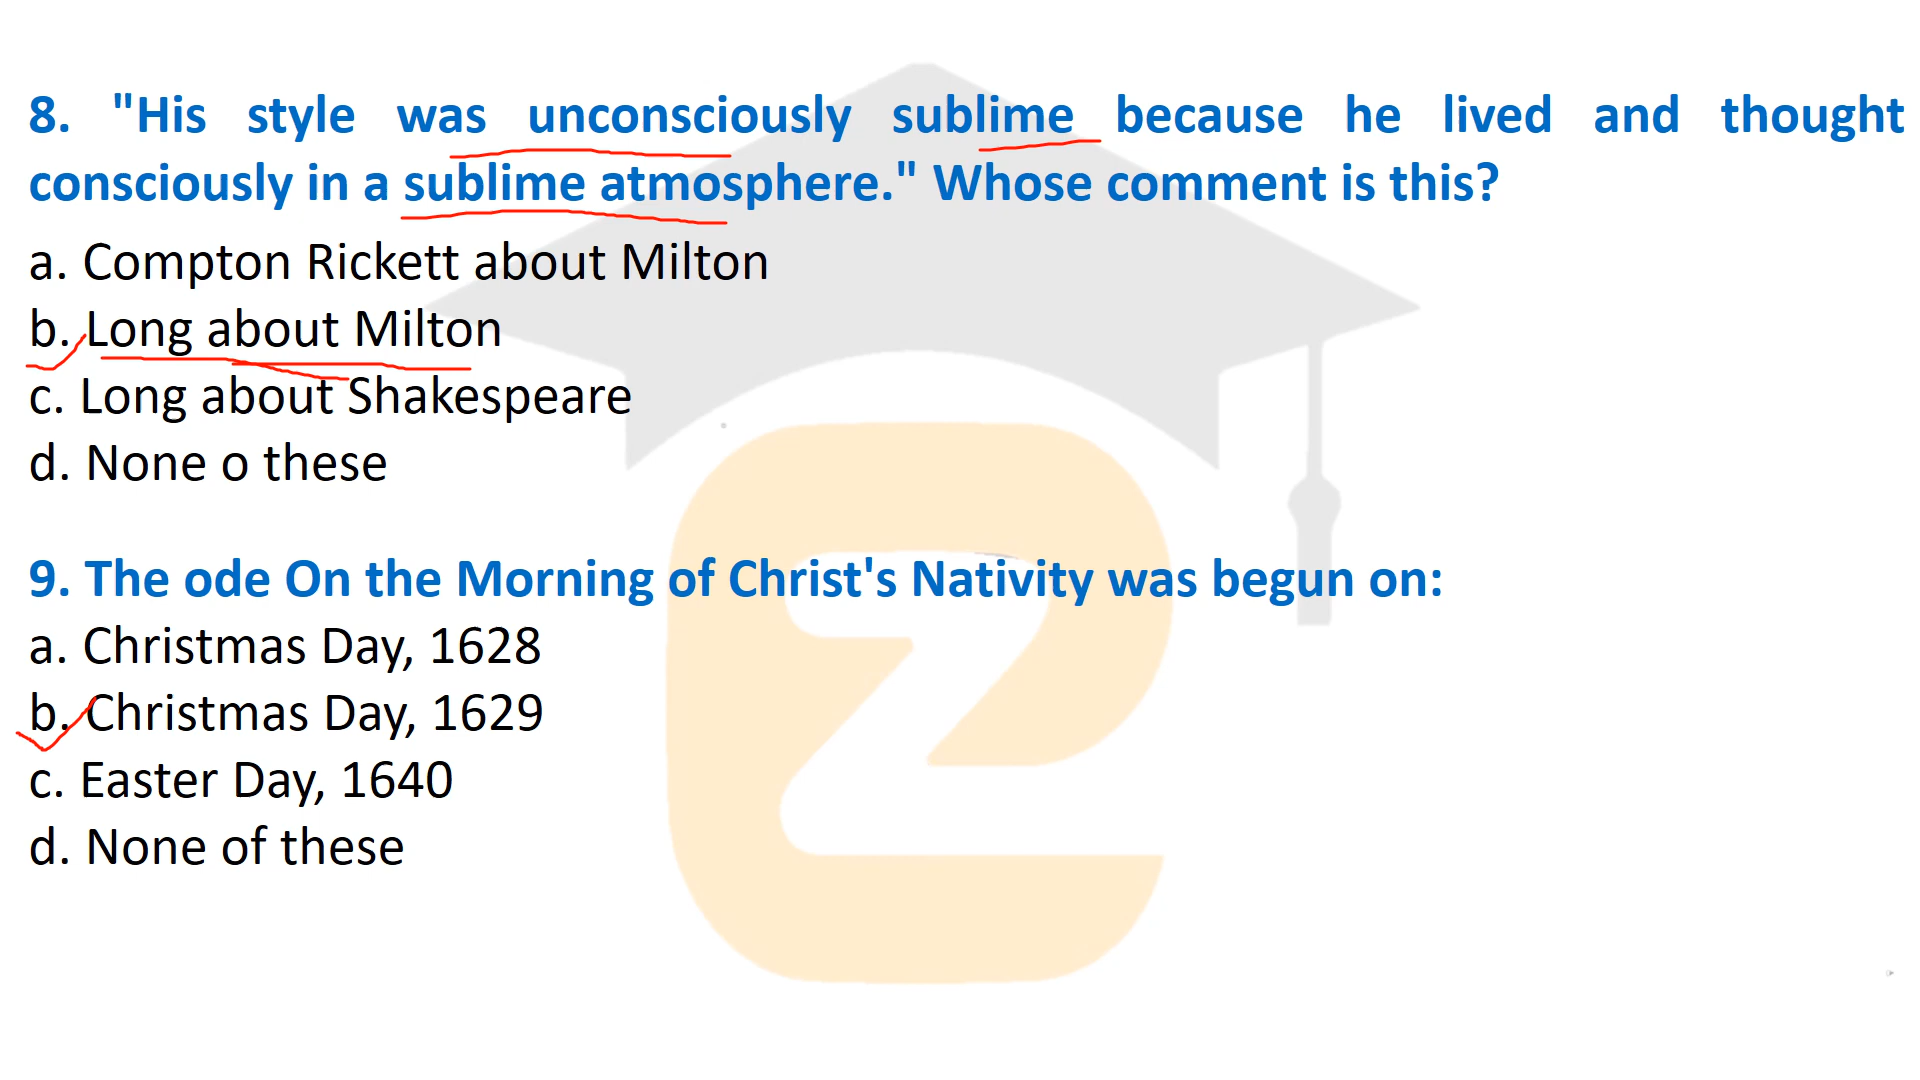 8. "His style was unconsciously sublime because he lived and thought
consciously in a sublime atmosphere." Whose comment is this?
a. Compton Rickett about Milton
b. Long about Milton
c. Long about Shakespeare
d. None o these
9. The ode On the Morning of Christ's Nativity was begun on:
a. Christmas Day, 1628
b. Christmas Day, 1629
c. Easter Day, 1640
d. None of these